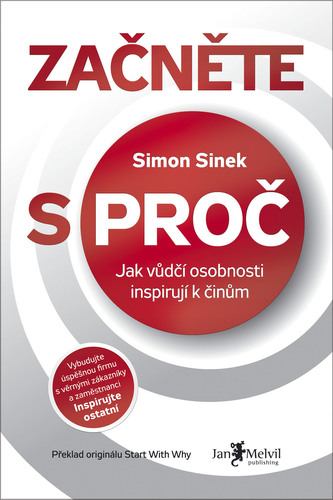 ZAČNĚTE
Simon Sinek
S PROČ
Jak vůdčí osobnosti
inspirují k činům
Vybudujte
úspěšnou firmu
s věrnými zákazníky
a zaměstnanci
Inspirujte
ostatní
Překlad originálu Start With Why
Jan Melvil
publishing